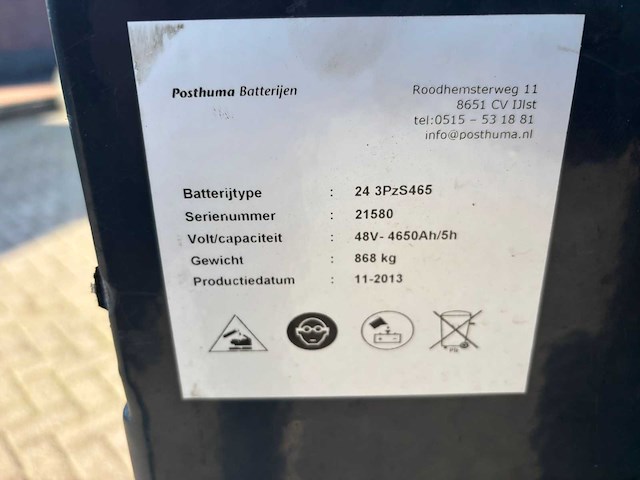 Posthuma Batterijen
Roodhemsterweg 11
8651 CV IJlst
tel:0515 – 53 18 81
info@posthuma.nl
Batterijtype : 24 3PzS465
Serienummer : 21580
Volt/capaciteit : 48V- 4650Ah/5h
Gewicht : 868 kg
Productiedatum : 11-2013
Pb